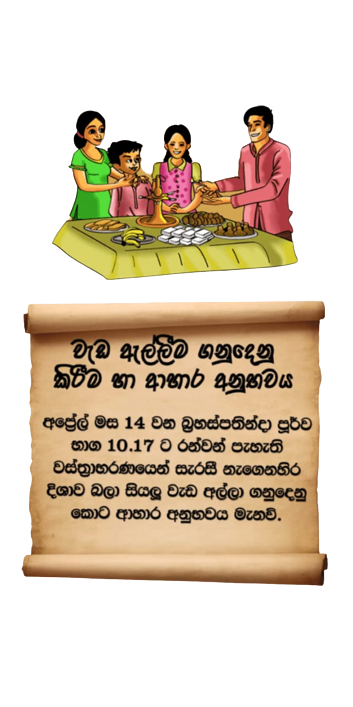 වැඩ ඇල්ලීම ගනුදෙනු
කිරීම හා ආහාර අනුභවය
අප්‍රේල් මස 14 වන බ්‍රහස්පතින්දා පූර්ව
භාග 10.17 ට රන්වන් පැහැති
වස්ත්‍රාභරණයෙන් සැරසී නැගෙනහිර
දිශාව බලා සියලු වැඩ අල්ලා ගනුදෙනු
කොට ආහාර අනුභවය මැනවි.